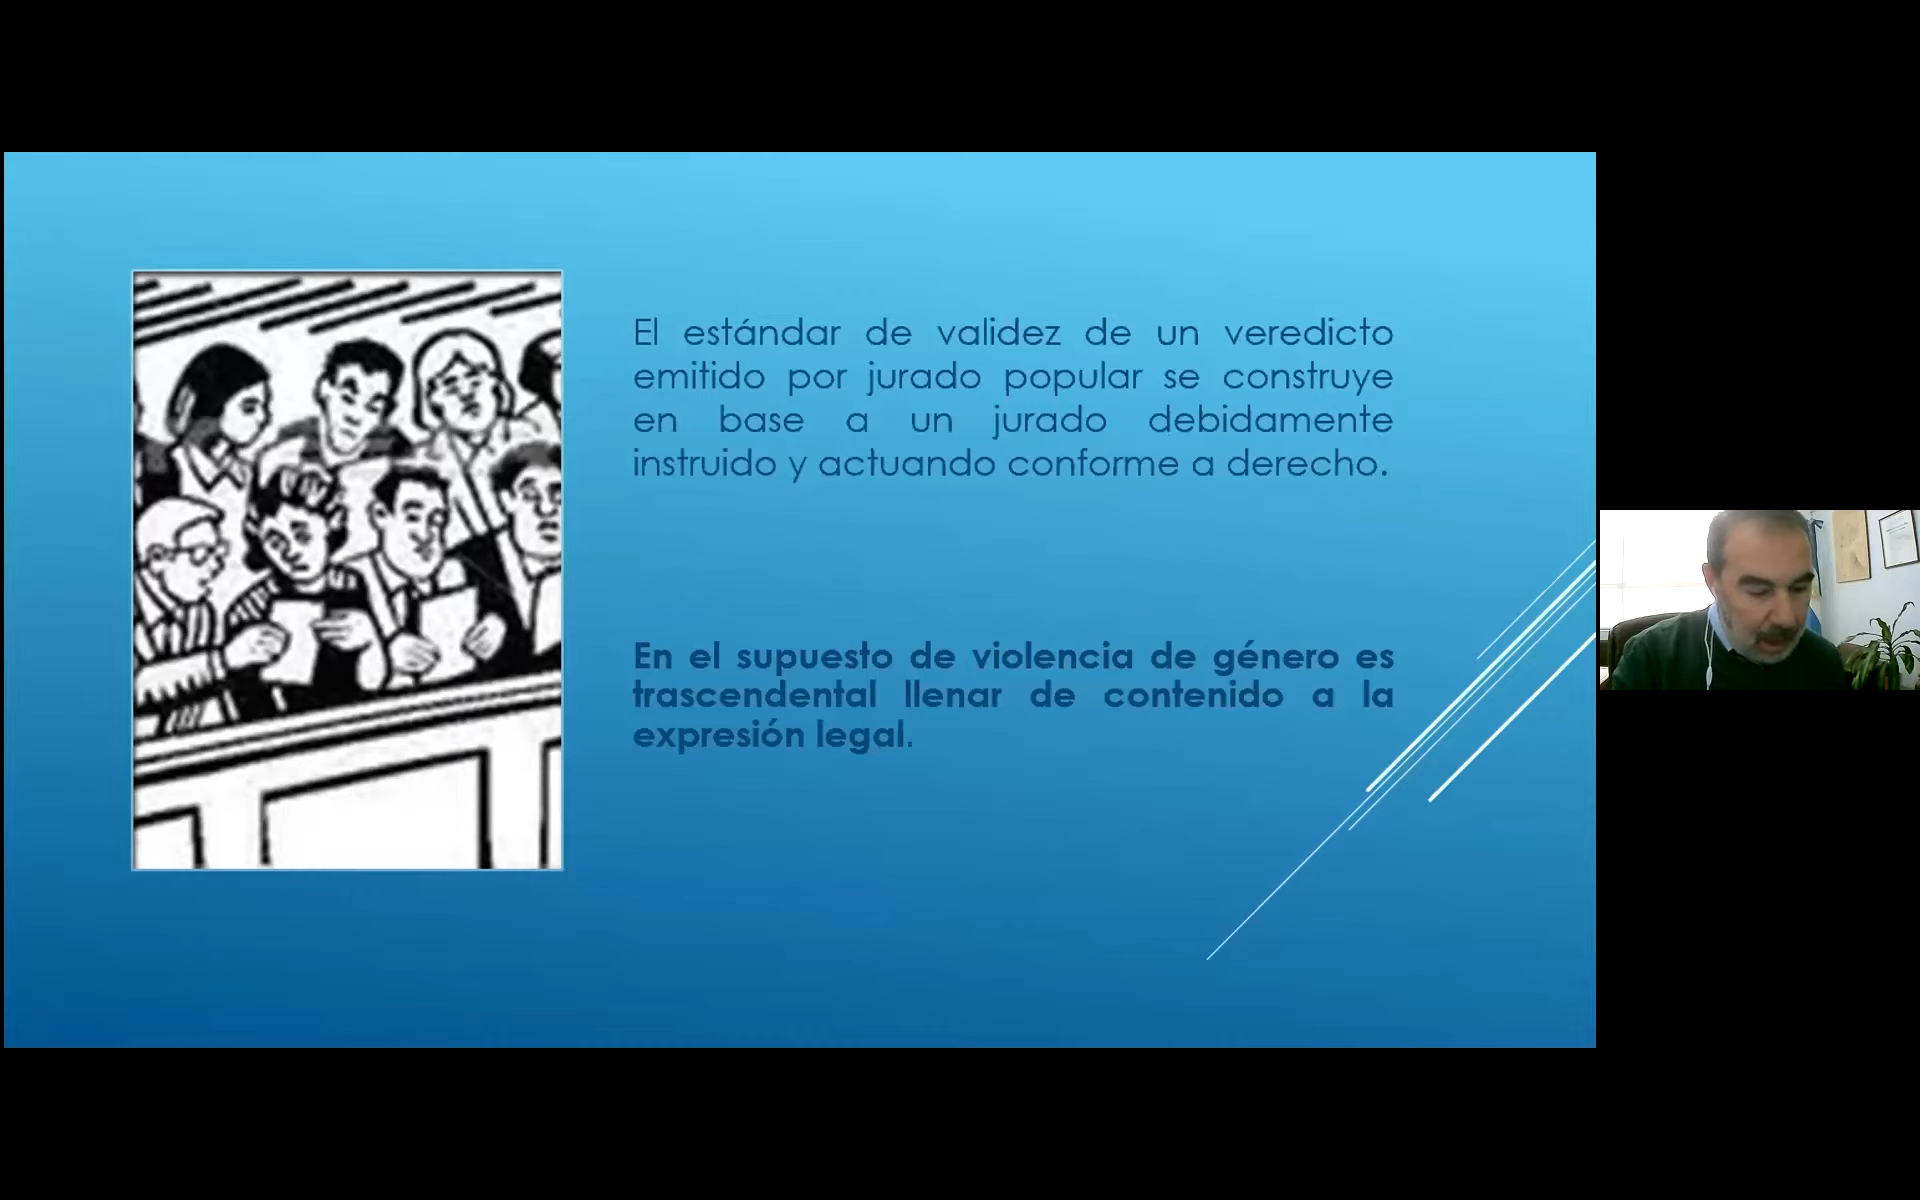 El estándar de validez de un veredicto
emitido por jurado popular se construye
en base a un jurado debidamente
instruido y actuando conforme a derecho.
En el supuesto de violencia de género es
trascendental llenar de contenido a la
expresión legal.